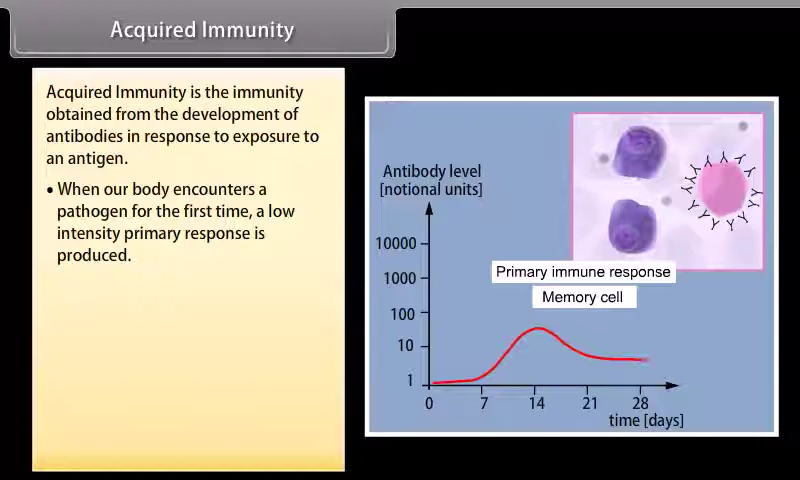 Acquired Immunity
Acquired Immunity is the immunity
obtained from the development of
antibodies in response to exposure to
an antigen.
• When our body encounters a
pathogen for the first time, a low
intensity primary response is
produced.
Antibody level
[notional units]
10000
1000
100
10
1
Primary immune response
Memory cell
0 7 14 21 28
time [days]